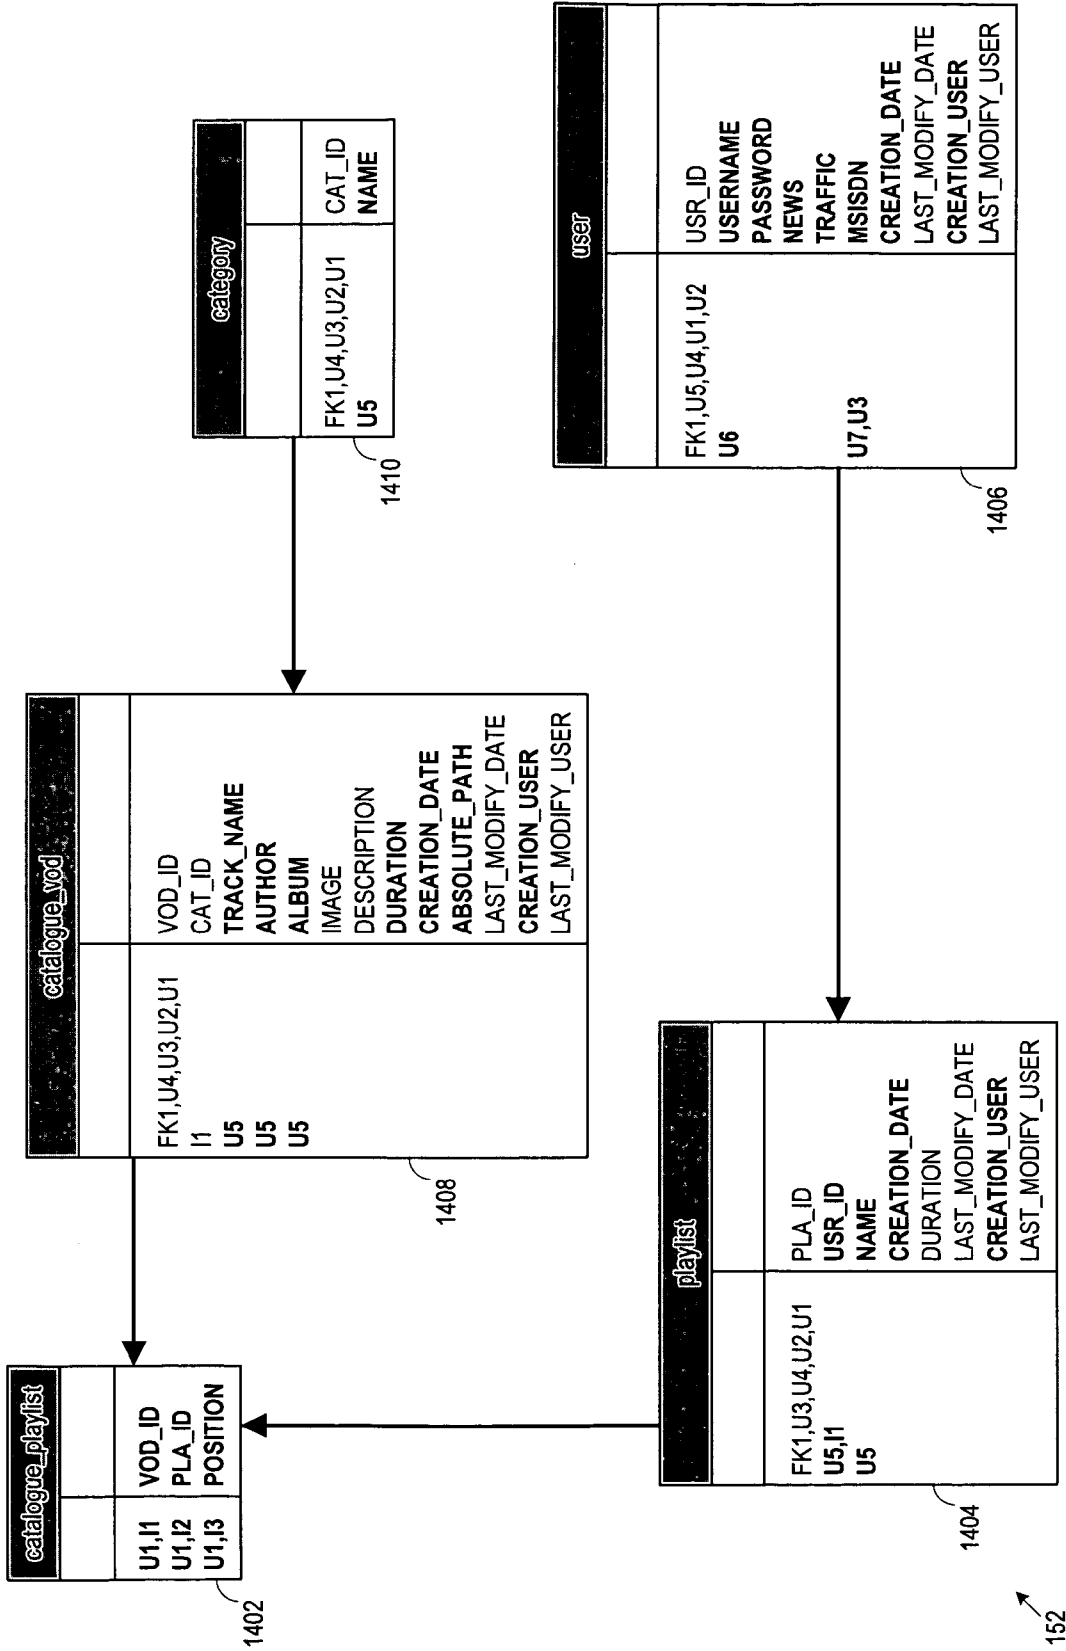 catalogue_playlist
U1,I1 VOD_ID
U1,I2 PLA_ID
U1,I3 POSITION
1402
catalogue_vod
FK1,U4,U3,U2,U1 VOD_ID
I1 CAT_ID
U5 TRACK_NAME
U5 AUTHOR
U5 ALBUM
IMAGE
DESCRIPTION
DURATION
CREATION_DATE
ABSOLUTE_PATH
LAST_MODIFY_DATE
CREATION_USER
LAST_MODIFY_USER
1408
category
FK1,U4,U3,U2,U1 CAT_ID
U5 NAME
1410
playlist
FK1,U3,U4,U2,U1 PLA_ID
U5,I1 USR_ID
U5 NAME
CREATION_DATE
DURATION
LAST_MODIFY_DATE
CREATION_USER
LAST_MODIFY_USER
1404
user
FK1,U5,U4,U1,U2 USR_ID
U6 USERNAME
PASSWORD
NEWS
TRAFFIC
U7,U3 MSISDN
CREATION_DATE
LAST_MODIFY_DATE
CREATION_USER
LAST_MODIFY_USER
1406
152